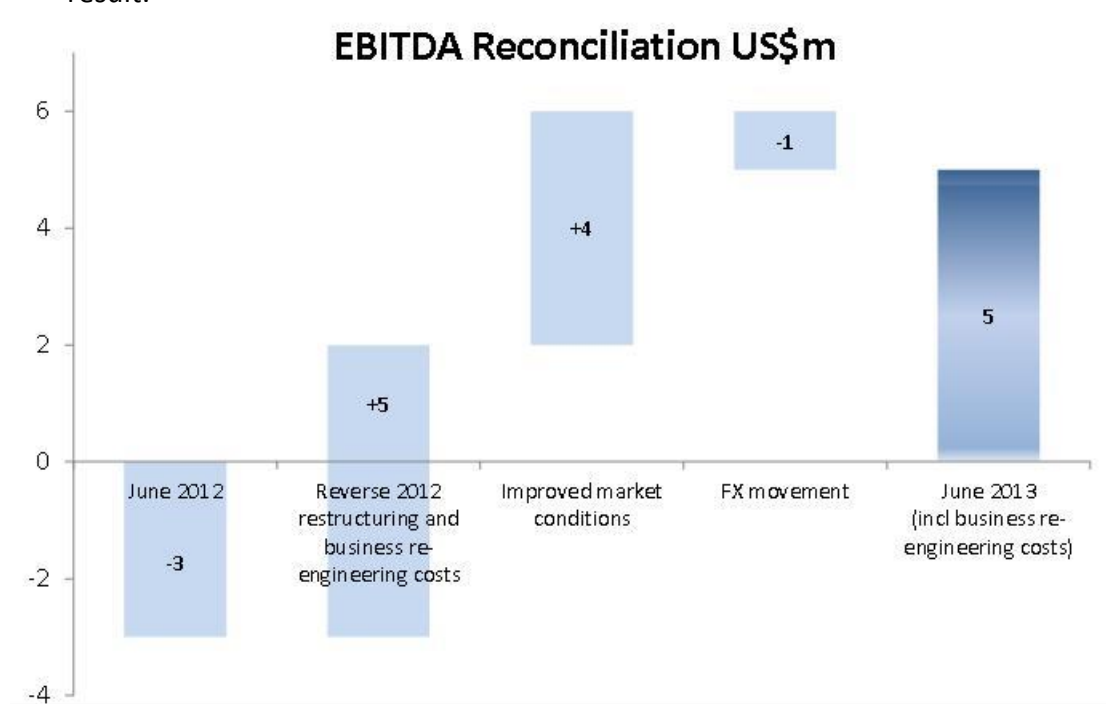 result.
EBITDA Reconciliation US$m
6
4
2
0
-2
-4
-3
+5
+4
-1
5
June 2012
Reverse 2012
restructuring and
business re-
engineering costs
Improved market
conditions
FX movement
June 2013
(incl business re-
engineering costs)